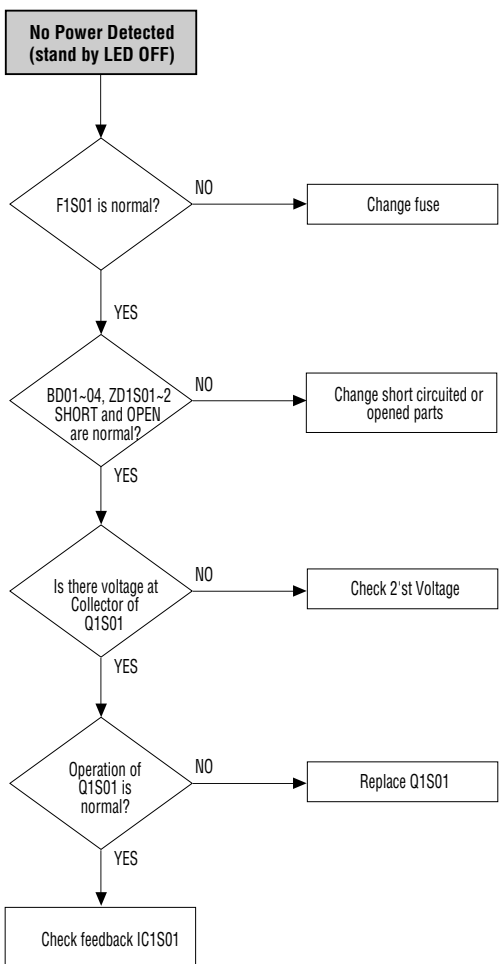 No Power Detected
(stand by LED OFF)
F1S01 is normal?
NO
Change fuse
YES
BD01~04, ZD1S01~2
SHORT and OPEN
are normal?
NO
Change short circuited or
opened parts
YES
Is there voltage at
Collector of
Q1S01
NO
Check 2'st Voltage
YES
Operation of
Q1S01 is
normal?
NO
Replace Q1S01
YES
Check feedback IC1S01